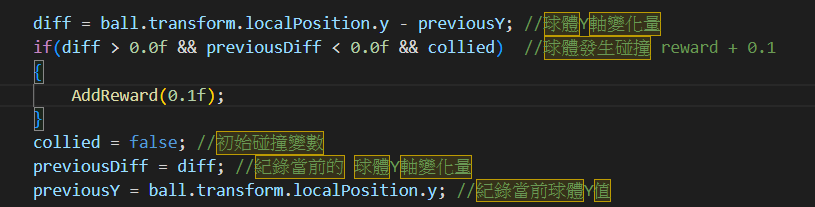 diff = ball.transform.localPosition.y - previousY; //球體Y軸變化量
if(diff > 0.0f && previousDiff < 0.0f && collied)  //球體發生碰撞 reward + 0.1
{
    AddReward(0.1f);
}
collied = false; //初始碰撞變數
previousDiff = diff; //紀錄當前的 球體Y軸變化量
previousY = ball.transform.localPosition.y; //紀錄當前球體Y值